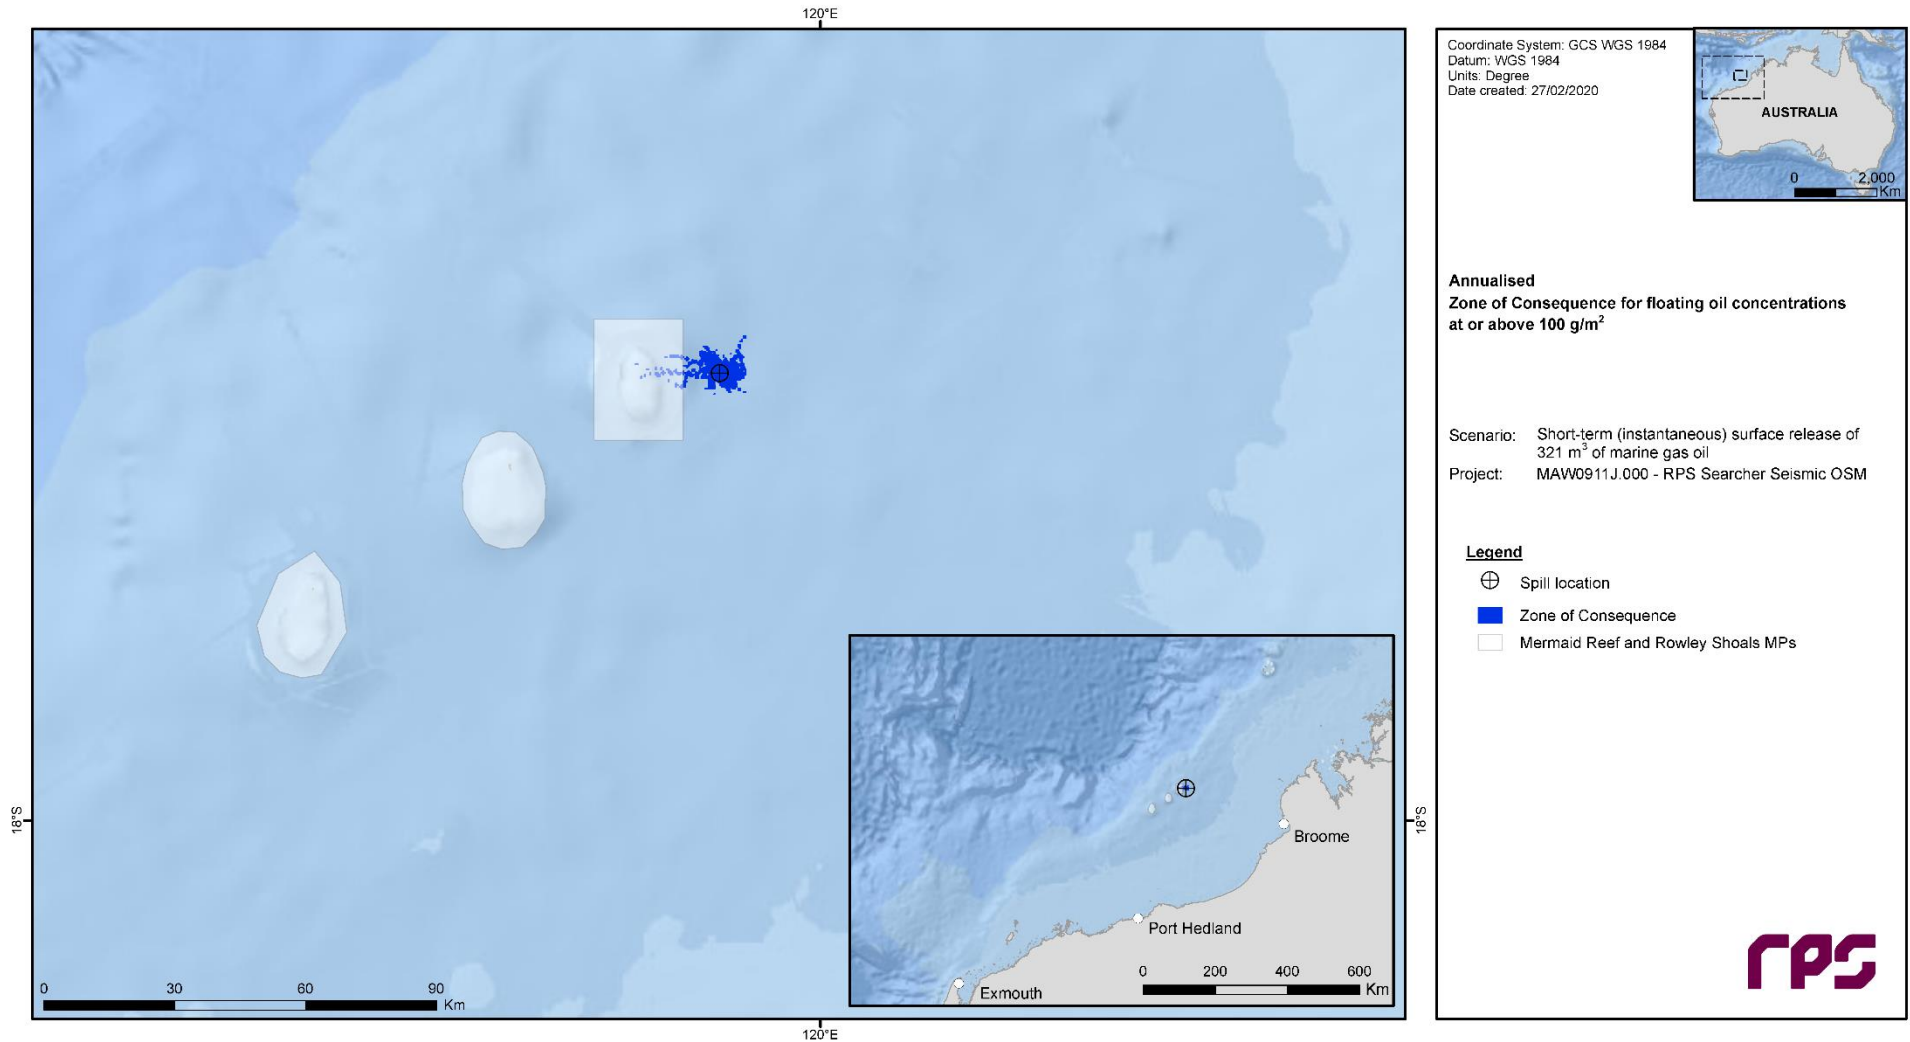 120°E
18°S
18°S
120°E
0 30 60 90
Km
Broome
Port Hedland
Exmouth
0 200 400 600
Km
Coordinate System: GCS WGS 1984
Datum: WGS 1984
Units: Degree
Date created: 27/02/2020
AUSTRALIA
0 2,000
Km
Annualised
Zone of Consequence for floating oil concentrations
at or above 100 g/m²
Scenario: Short-term (instantaneous) surface release of
321 m³ of marine gas oil
Project: MAW0911J.000 - RPS Searcher Seismic OSM
Legend
Spill location
Zone of Consequence
Mermaid Reef and Rowley Shoals MPs
rps